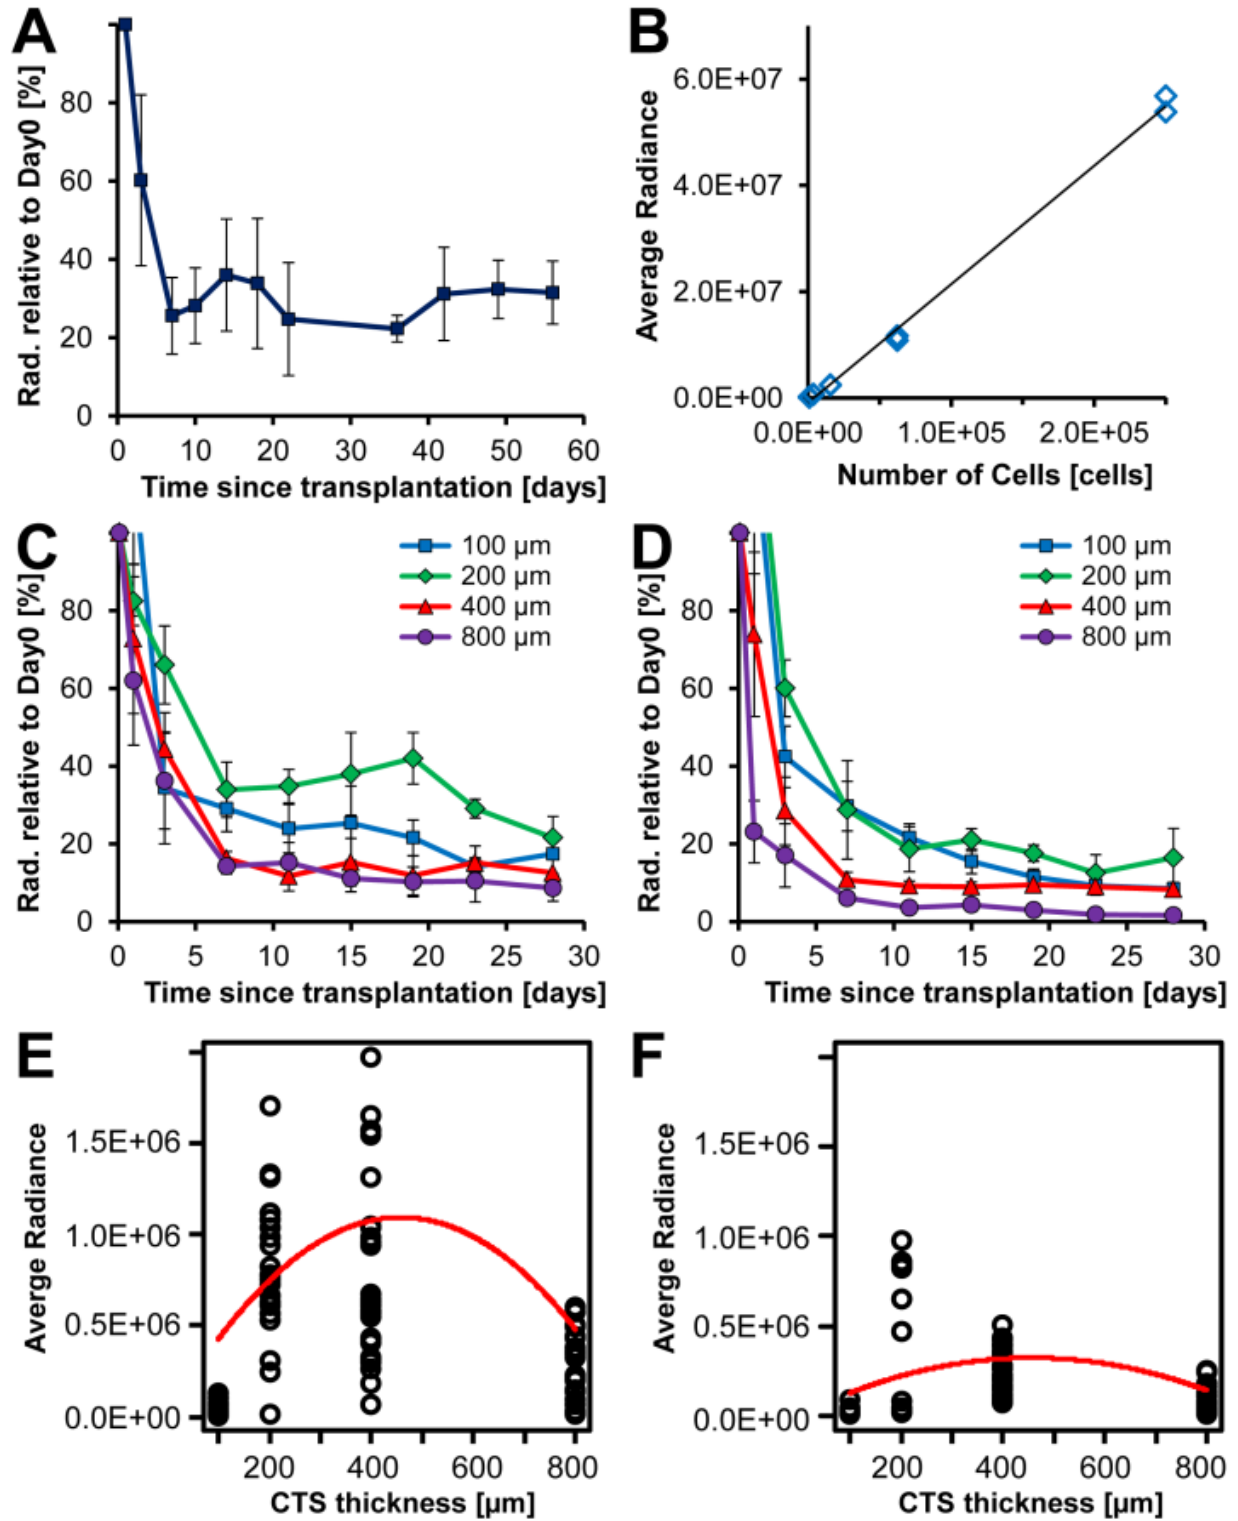 A
Rad. relative to Day0 [%]
80
60
40
20
0
0 10 20 30 40 50 60
Time since transplantation [days]
B
Average Radiance
6.0E+07
4.0E+07
2.0E+07
0.0E+00
0.0E+00 1.0E+05 2.0E+05
Number of Cells [cells]
C
Rad. relative to Day0 [%]
100 µm
200 µm
400 µm
800 µm
80
60
40
20
0
0 5 10 15 20 25 30
Time since transplantation [days]
D
Rad. relative to Day0 [%]
100 µm
200 µm
400 µm
800 µm
80
60
40
20
0
0 5 10 15 20 25 30
Time since transplantation [days]
E
Averge Radiance
1.5E+06
1.0E+06
0.5E+06
0.0E+00
200 400 600 800
CTS thickness [µm]
F
Averge Radiance
1.5E+06
1.0E+06
0.5E+06
0.0E+00
200 400 600 800
CTS thickness [µm]